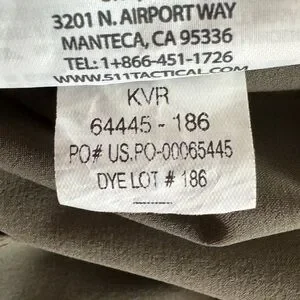 3201 N. AIRPORT WAY
MANTECA, CA 95336
TEL: 1+866-451-1726
WWW.511TACTICAL.COM
KVR
64445 - 186
PO# US.PO-00065445
DYE LOT # 186